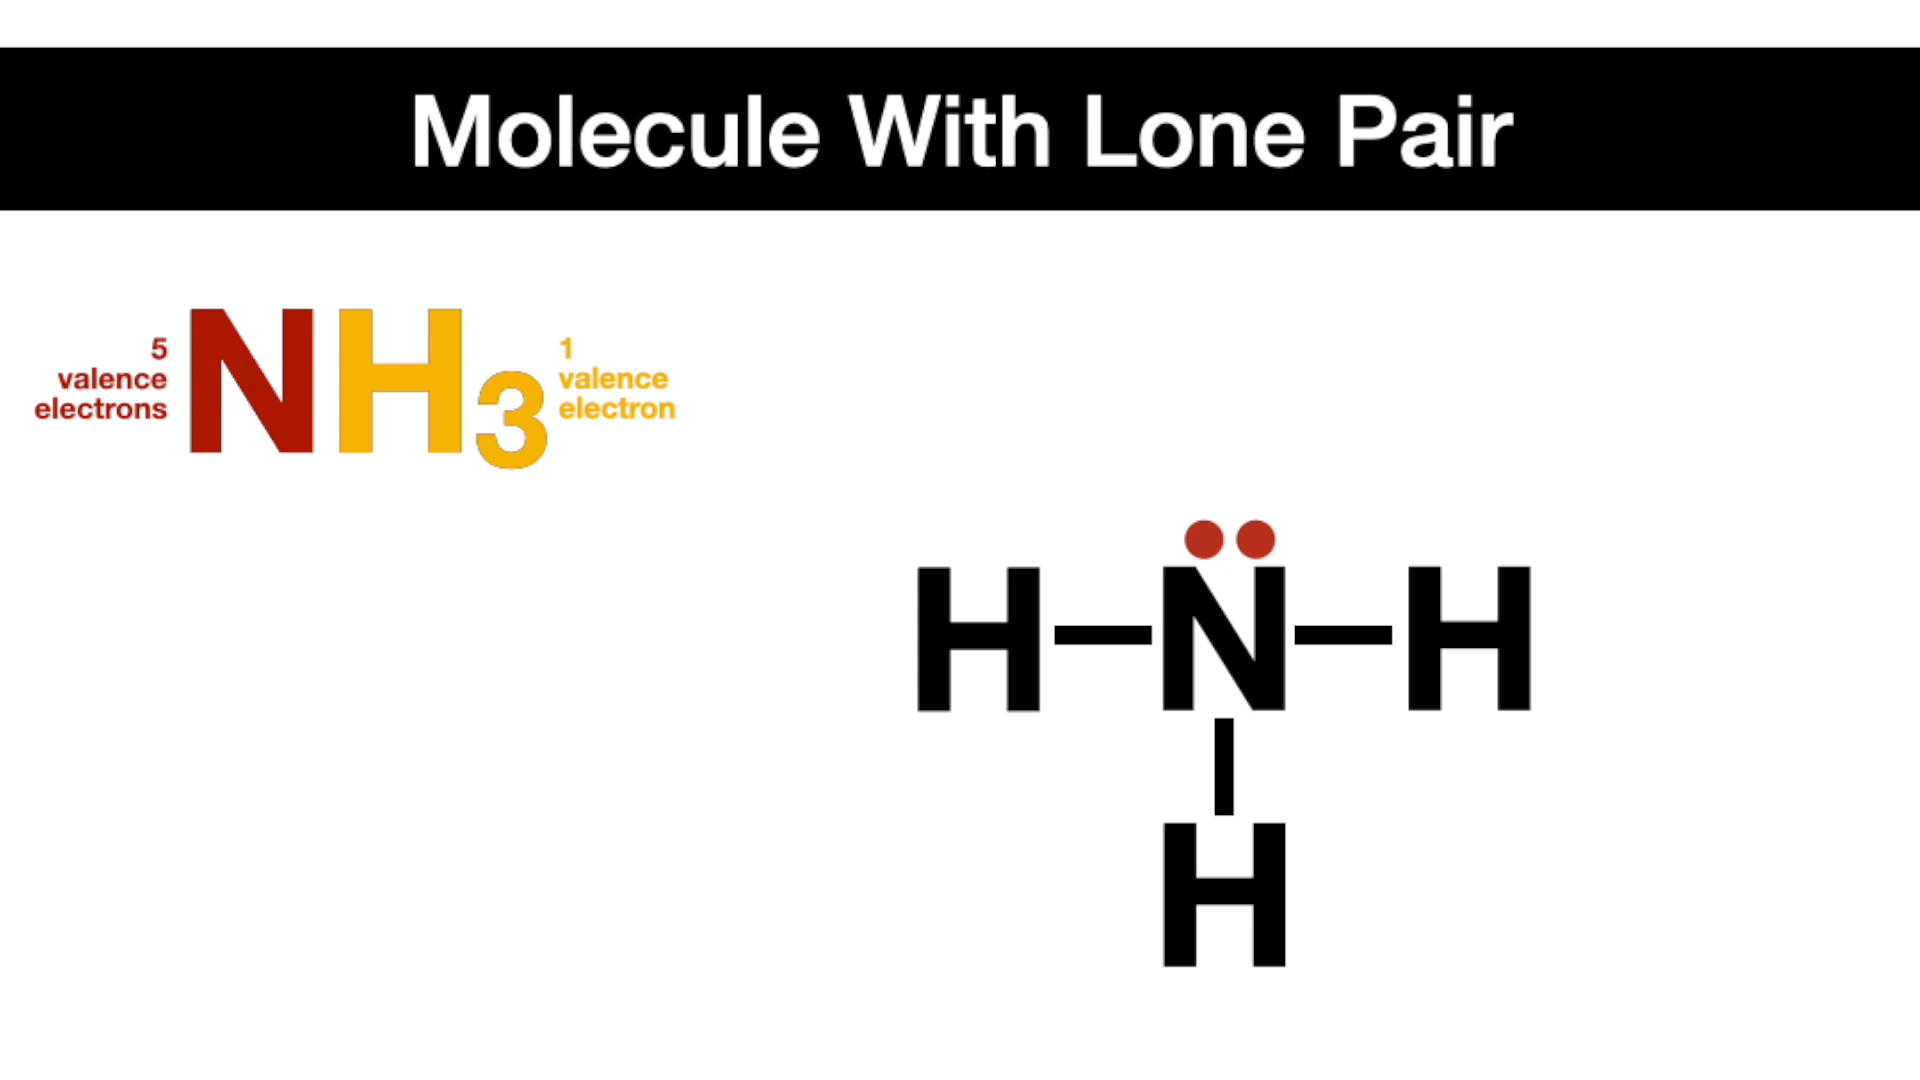 Molecule With Lone Pair
5
valence
electrons
NH3
1
valence
electron
H—N—H
H